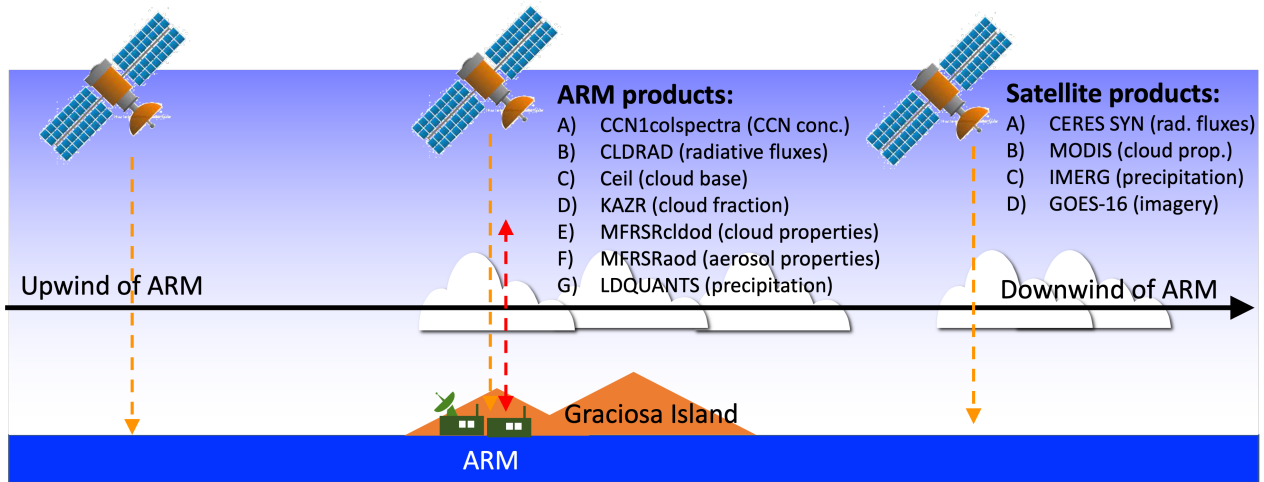 ARM products:
A) CCN1colspectra (CCN conc.)
B) CLDRAD (radiative fluxes)
C) Ceil (cloud base)
D) KAZR (cloud fraction)
E) MFRSRcldod (cloud properties)
F) MFRSRaod (aerosol properties)
G) LDQUANTS (precipitation)
Satellite products:
A) CERES SYN (rad. fluxes)
B) MODIS (cloud prop.)
C) IMERG (precipitation)
D) GOES-16 (imagery)
Upwind of ARM
Downwind of ARM
Graciosa Island
ARM